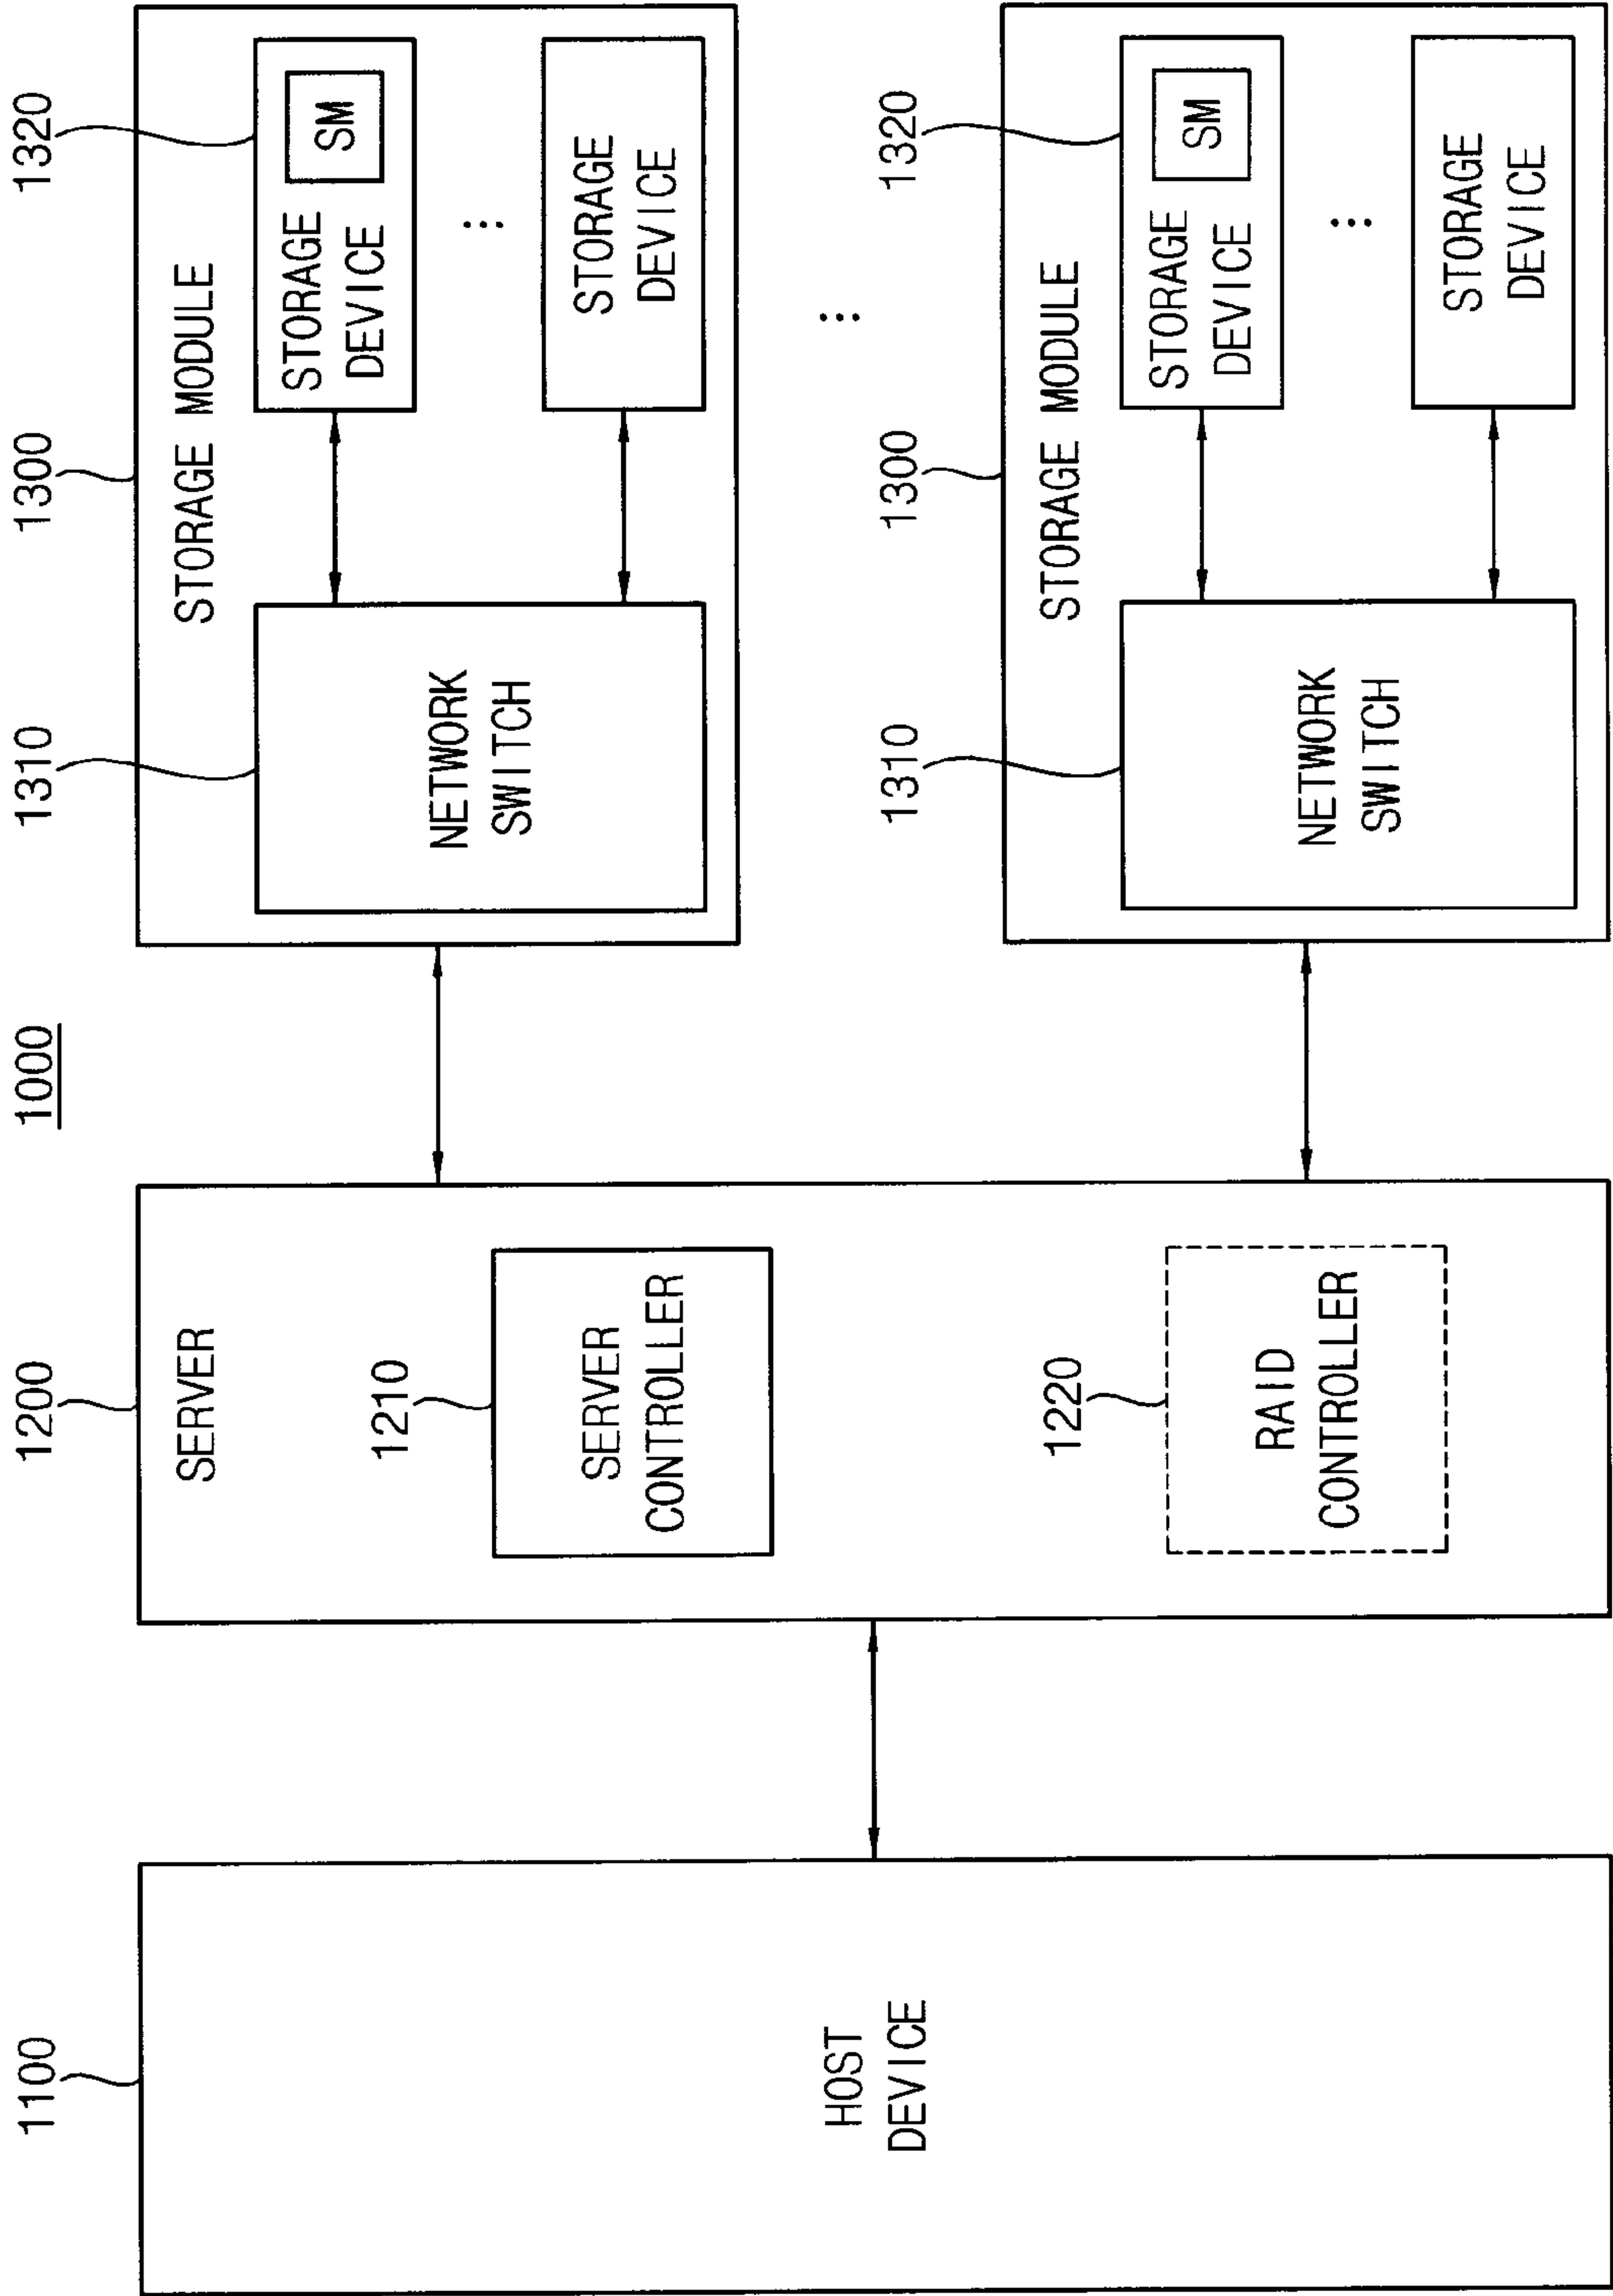 1000
1100
HOST
DEVICE
1200
SERVER
1210
SERVER
CONTROLLER
1220
RAID
CONTROLLER
1300
STORAGE MODULE
1310
NETWORK
SWITCH
1320
STORAGE
DEVICE
SM
...
STORAGE
DEVICE
...
1300
STORAGE MODULE
1310
NETWORK
SWITCH
1320
STORAGE
DEVICE
SM
...
STORAGE
DEVICE